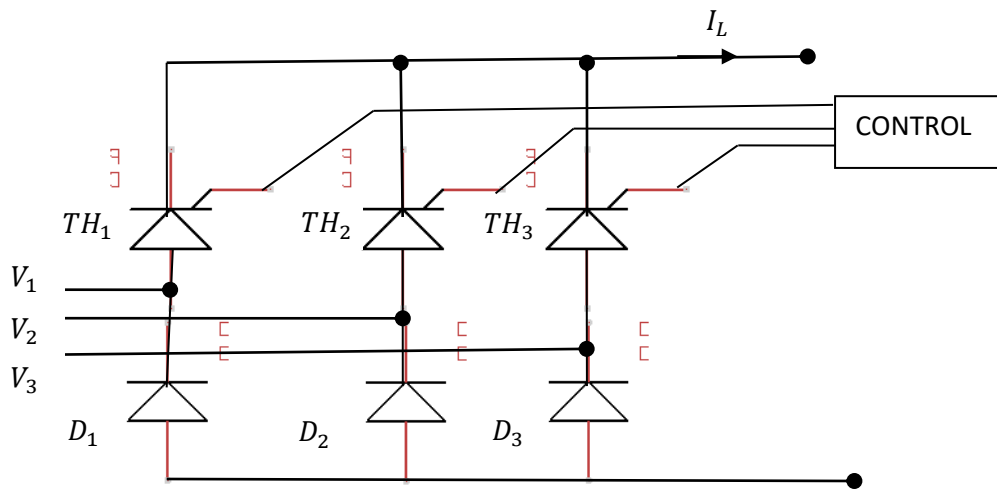 I_L
CONTROL
TH_1
TH_2
TH_3
V_1
V_2
V_3
D_1
D_2
D_3